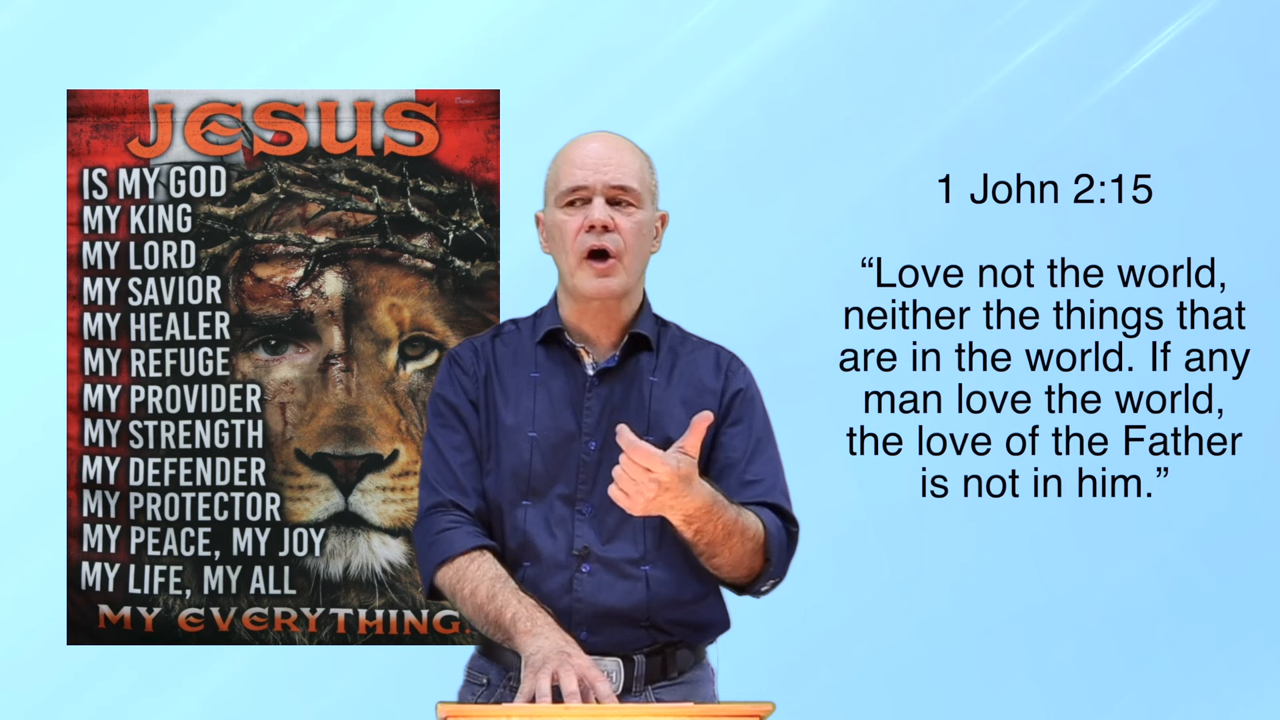 JESUS
IS MY GOD
MY KING
MY LORD
MY SAVIOR
MY HEALER
MY REFUGE
MY PROVIDER
MY STRENGTH
MY DEFENDER
MY PROTECTOR
MY PEACE, MY JOY
MY LIFE, MY ALL
MY EVERYTHING.
1 John 2:15
“Love not the world,
neither the things that
are in the world. If any
man love the world,
the love of the Father
is not in him.”